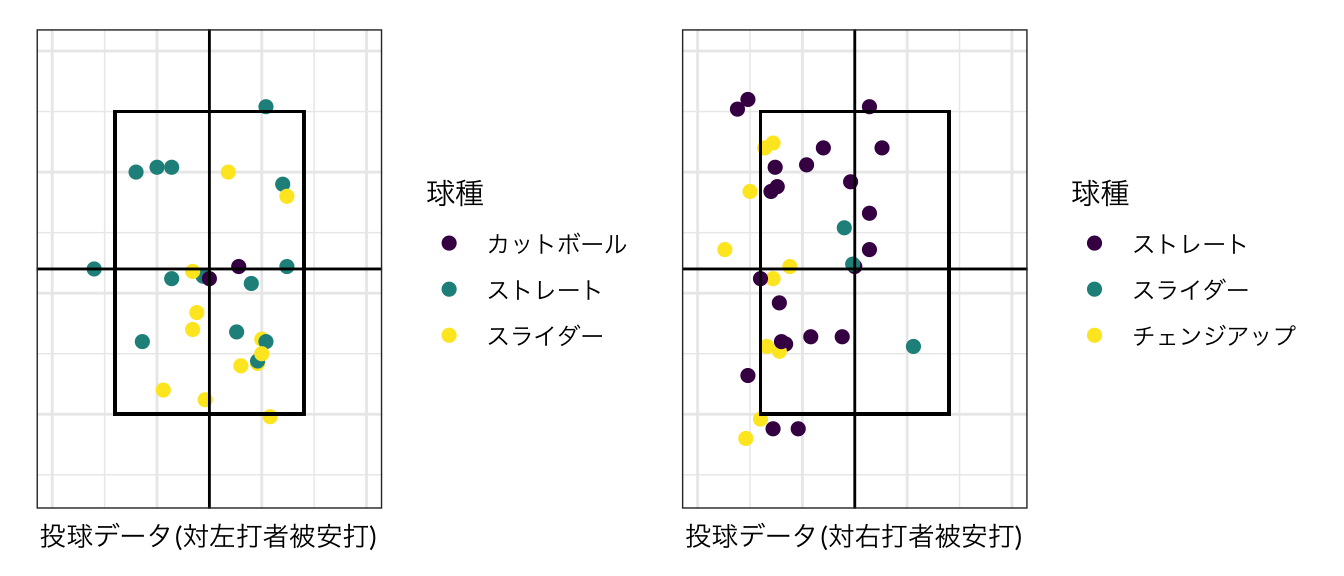 球種
カットボール
ストレート
スライダー
投球データ(対左打者被安打)
球種
ストレート
スライダー
チェンジアップ
投球データ(対右打者被安打)